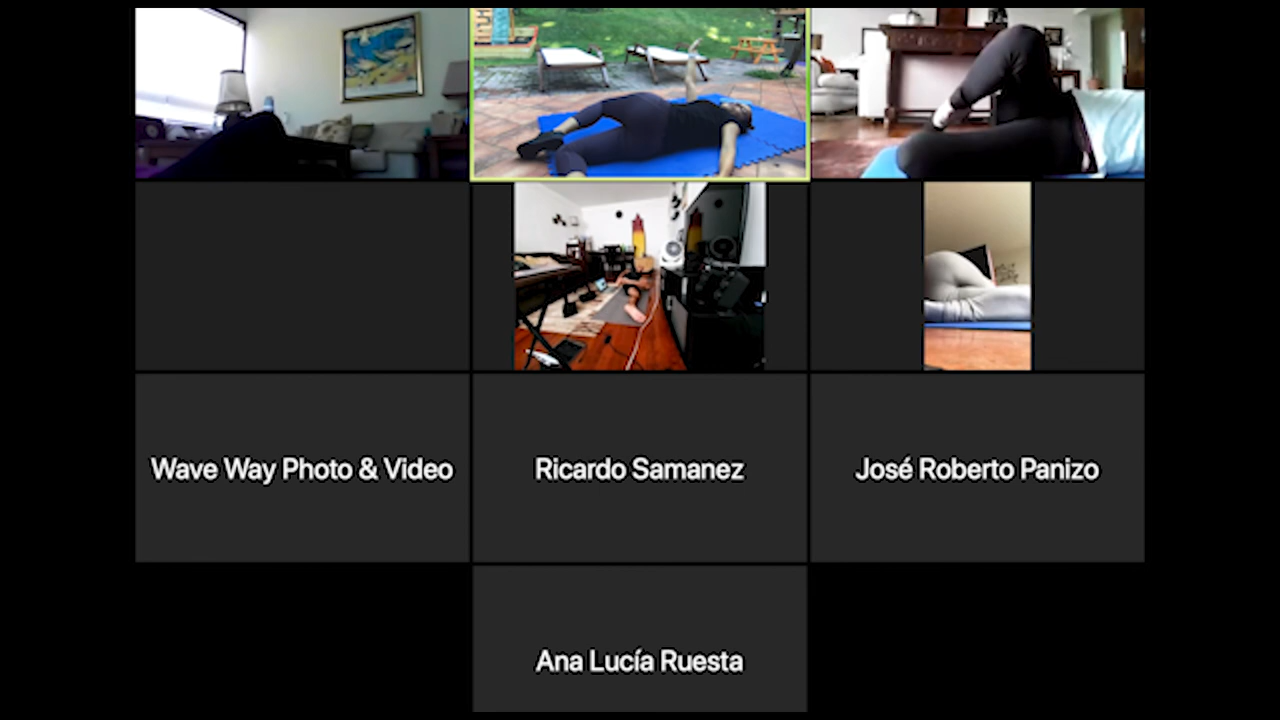 Wave Way Photo & Video
Ricardo Samanez
José Roberto Panizo
Ana Lucía Ruesta